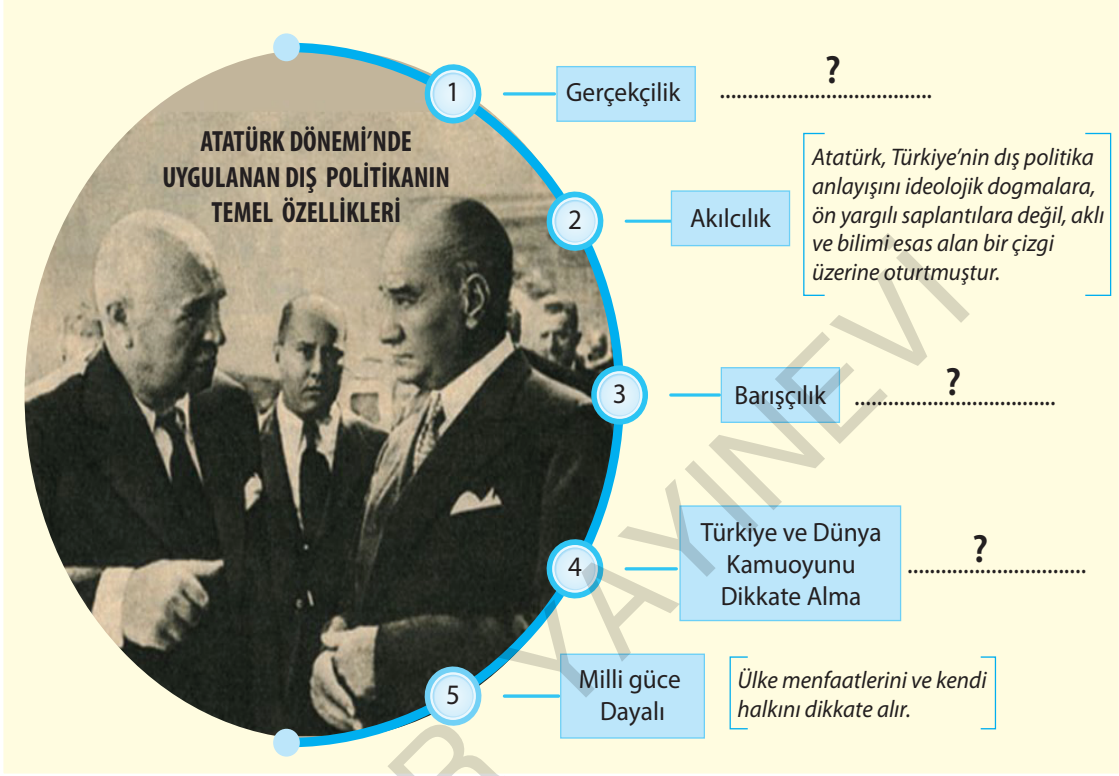 ATATÜRK DÖNEMİ'NDE
UYGULANAN DIŞ POLİTİKANIN
TEMEL ÖZELLİKLERİ
1
Gerçekçilik
?
......................................
2
Akılcılık
Atatürk, Türkiye'nin dış politika
anlayışını ideolojik dogmalara,
ön yargılı saplantılara değil, aklı
ve bilimi esas alan bir çizgi
üzerine oturtmuştur.
3
Barışçılık
?
....................................
4
Türkiye ve Dünya
Kamuoyunu
Dikkate Alma
?
................................
5
Milli güce
Dayalı
Ülke menfaatlerini ve kendi
halkını dikkate alır.
R YAYINEVİ